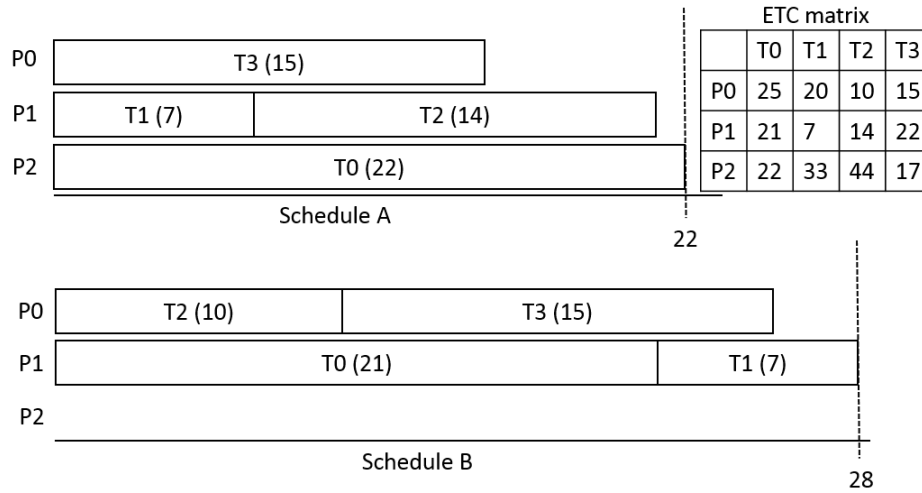 ETC matrix
T0 T1 T2 T3
P0 25 20 10 15
P1 21 7 14 22
P2 22 33 44 17
P0 T3 (15)
P1 T1 (7) T2 (14)
P2 T0 (22)
Schedule A
22
P0 T2 (10) T3 (15)
P1 T0 (21) T1 (7)
P2
Schedule B
28